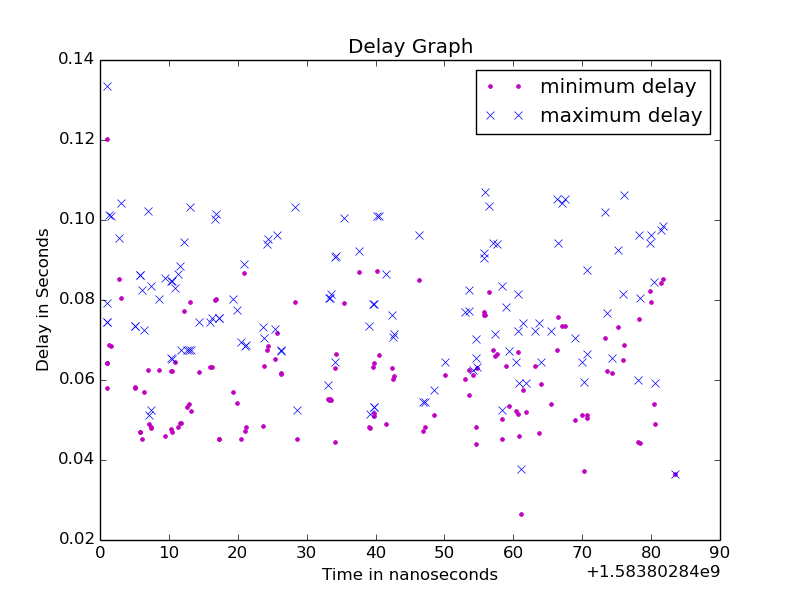 Delay Graph
minimum delay
maximum delay
0.14
0.12
0.10
0.08
0.06
0.04
0.02
Delay in Seconds
0 10 20 30 40 50 60 70 80 90
Time in nanoseconds
+1.58380284e9